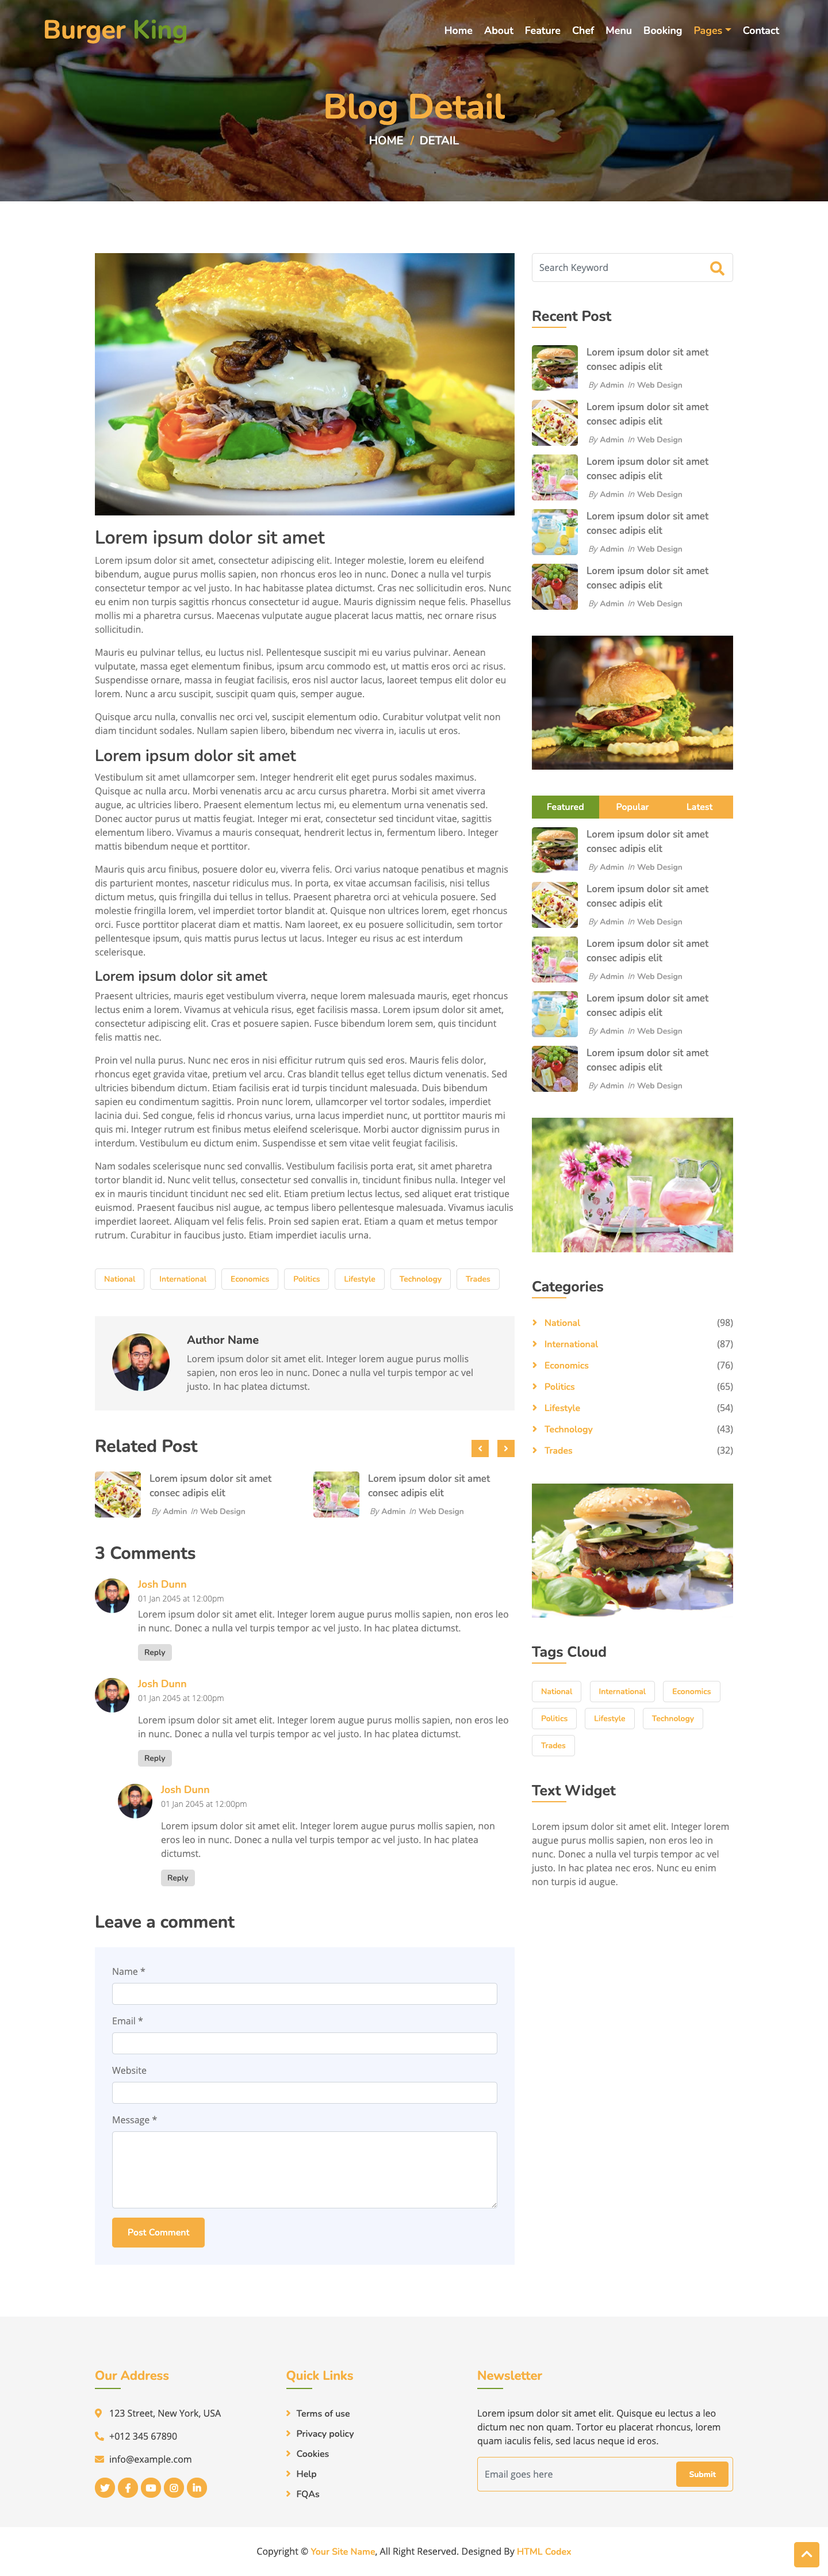 Burger King
Home About Feature Chef Menu Booking Pages Contact
Blog Detail
HOME / DETAIL
Lorem ipsum dolor sit amet
Lorem ipsum dolor sit amet, consectetur adipiscing elit. Integer molestie, lorem eu eleifend
bibendum, augue purus mollis sapien, non rhoncus eros leo in nunc. Donec a nulla vel turpis
consectetur tempor ac vel justo. In hac habitasse platea dictumst. Cras nec sollicitudin eros. Nunc
eu enim non turpis sagittis rhoncus consectetur id augue. Mauris dignissim neque felis. Phasellus
mollis mi a pharetra cursus. Maecenas vulputate augue placerat lacus mattis, nec ornare risus
sollicitudin.
Mauris eu pulvinar tellus, eu luctus nisl. Pellentesque suscipit mi eu varius pulvinar. Aenean
vulputate, massa eget elementum finibus, ipsum arcu commodo est, ut mattis eros orci ac risus.
Suspendisse ornare, massa in feugiat facilisis, eros nisl auctor lacus, laoreet tempus elit dolor eu
lorem. Nunc a arcu suscipit, suscipit quam quis, semper augue.
Quisque arcu nulla, convallis nec orci vel, suscipit elementum odio. Curabitur volutpat velit non
diam tincidunt sodales. Nullam sapien libero, bibendum nec viverra in, iaculis ut eros.
Lorem ipsum dolor sit amet
Vestibulum sit amet ullamcorper sem. Integer hendrerit elit eget purus sodales maximus.
Quisque ac nulla arcu. Morbi venenatis arcu ac arcu cursus pharetra. Morbi sit amet viverra
augue, ac ultricies libero. Praesent elementum lectus mi, eu elementum urna venenatis sed.
Donec auctor purus ut mattis feugiat. Integer mi erat, consectetur sed tincidunt vitae, sagittis
elementum libero. Vivamus a mauris consequat, hendrerit lectus in, fermentum libero. Integer
mattis bibendum neque et porttitor.
Mauris quis arcu finibus, posuere dolor eu, viverra felis. Orci varius natoque penatibus et magnis
dis parturient montes, nascetur ridiculus mus. In porta, ex vitae accumsan facilisis, nisi tellus
dictum metus, quis fringilla dui tellus in tellus. Praesent pharetra orci at vehicula posuere. Sed
molestie fringilla lorem, vel imperdiet tortor blandit at. Quisque non ultrices lorem, eget rhoncus
orci. Fusce porttitor placerat diam et mattis. Nam laoreet, ex eu posuere sollicitudin, sem tortor
pellentesque ipsum, quis mattis purus lectus ut lacus. Integer eu risus ac est interdum
scelerisque.
Lorem ipsum dolor sit amet
Praesent ultricies, mauris eget vestibulum viverra, neque lorem malesuada mauris, eget rhoncus
lectus enim a lorem. Vivamus at vehicula risus, eget facilisis massa. Lorem ipsum dolor sit amet,
consectetur adipiscing elit. Cras et posuere sapien. Fusce bibendum lorem sem, quis tincidunt
felis mattis nec.
Proin vel nulla purus. Nunc nec eros in nisi efficitur rutrum quis sed eros. Mauris felis dolor,
rhoncus eget gravida vitae, pretium vel arcu. Cras blandit tellus eget tellus dictum venenatis. Sed
ultricies bibendum dictum. Etiam facilisis erat id turpis tincidunt malesuada. Duis bibendum
sapien eu condimentum sagittis. Proin nunc lorem, ullamcorper vel tortor sodales, imperdiet
lacinia dui. Sed congue, felis id rhoncus varius, urna lacus imperdiet nunc, ut porttitor mauris mi
quis mi. Integer rutrum est finibus metus eleifend scelerisque. Morbi auctor dignissim purus in
interdum. Vestibulum eu dictum enim. Suspendisse et sem vitae velit feugiat facilisis.
Nam sodales scelerisque nunc sed convallis. Vestibulum facilisis porta erat, sit amet pharetra
tortor blandit id. Nunc velit tellus, consectetur sed convallis in, tincidunt finibus nulla. Integer vel
ex in mauris tincidunt tincidunt nec sed elit. Etiam pretium lectus lectus, sed aliquet erat tristique
euismod. Praesent faucibus nisl augue, ac tempus libero pellentesque malesuada. Vivamus iaculis
imperdiet laoreet. Aliquam vel felis felis. Proin sed sapien erat. Etiam a quam et metus tempor
rutrum. Curabitur in faucibus justo. Etiam imperdiet iaculis urna.
National International Economics Politics Lifestyle Technology Trades
Author Name
Lorem ipsum dolor sit amet elit. Integer lorem augue purus mollis
sapien, non eros leo in nunc. Donec a nulla vel turpis tempor ac vel
justo. In hac platea dictumst.
Related Post
Lorem ipsum dolor sit amet
consec adipis elit
By Admin In Web Design
Lorem ipsum dolor sit amet
consec adipis elit
By Admin In Web Design
3 Comments
Josh Dunn
01 Jan 2045 at 12:00pm
Lorem ipsum dolor sit amet elit. Integer lorem augue purus mollis sapien, non eros leo
in nunc. Donec a nulla vel turpis tempor ac vel justo. In hac platea dictumst.
Reply
Josh Dunn
01 Jan 2045 at 12:00pm
Lorem ipsum dolor sit amet elit. Integer lorem augue purus mollis sapien, non eros leo
in nunc. Donec a nulla vel turpis tempor ac vel justo. In hac platea dictumst.
Reply
Josh Dunn
01 Jan 2045 at 12:00pm
Lorem ipsum dolor sit amet elit. Integer lorem augue purus mollis sapien, non
eros leo in nunc. Donec a nulla vel turpis tempor ac vel justo. In hac platea
dictumst.
Reply
Leave a comment
Name *
Email *
Website
Message *
Post Comment
Search Keyword
Recent Post
Lorem ipsum dolor sit amet
consec adipis elit
By Admin In Web Design
Lorem ipsum dolor sit amet
consec adipis elit
By Admin In Web Design
Lorem ipsum dolor sit amet
consec adipis elit
By Admin In Web Design
Lorem ipsum dolor sit amet
consec adipis elit
By Admin In Web Design
Lorem ipsum dolor sit amet
consec adipis elit
By Admin In Web Design
Featured Popular Latest
Lorem ipsum dolor sit amet
consec adipis elit
By Admin In Web Design
Lorem ipsum dolor sit amet
consec adipis elit
By Admin In Web Design
Lorem ipsum dolor sit amet
consec adipis elit
By Admin In Web Design
Lorem ipsum dolor sit amet
consec adipis elit
By Admin In Web Design
Lorem ipsum dolor sit amet
consec adipis elit
By Admin In Web Design
Categories
National (98)
International (87)
Economics (76)
Politics (65)
Lifestyle (54)
Technology (43)
Trades (32)
Tags Cloud
National International Economics
Politics Lifestyle Technology
Trades
Text Widget
Lorem ipsum dolor sit amet elit. Integer lorem
augue purus mollis sapien, non eros leo in
nunc. Donec a nulla vel turpis tempor ac vel
justo. In hac platea nec eros. Nunc eu enim
non turpis id augue.
Our Address
123 Street, New York, USA
+012 345 67890
info@example.com
Quick Links
Terms of use
Privacy policy
Cookies
Help
FQAs
Newsletter
Lorem ipsum dolor sit amet elit. Quisque eu lectus a leo
dictum nec non quam. Tortor eu placerat rhoncus, lorem
quam iaculis felis, sed lacus neque id eros.
Email goes here Submit
Copyright © Your Site Name, All Right Reserved. Designed By HTML Codex